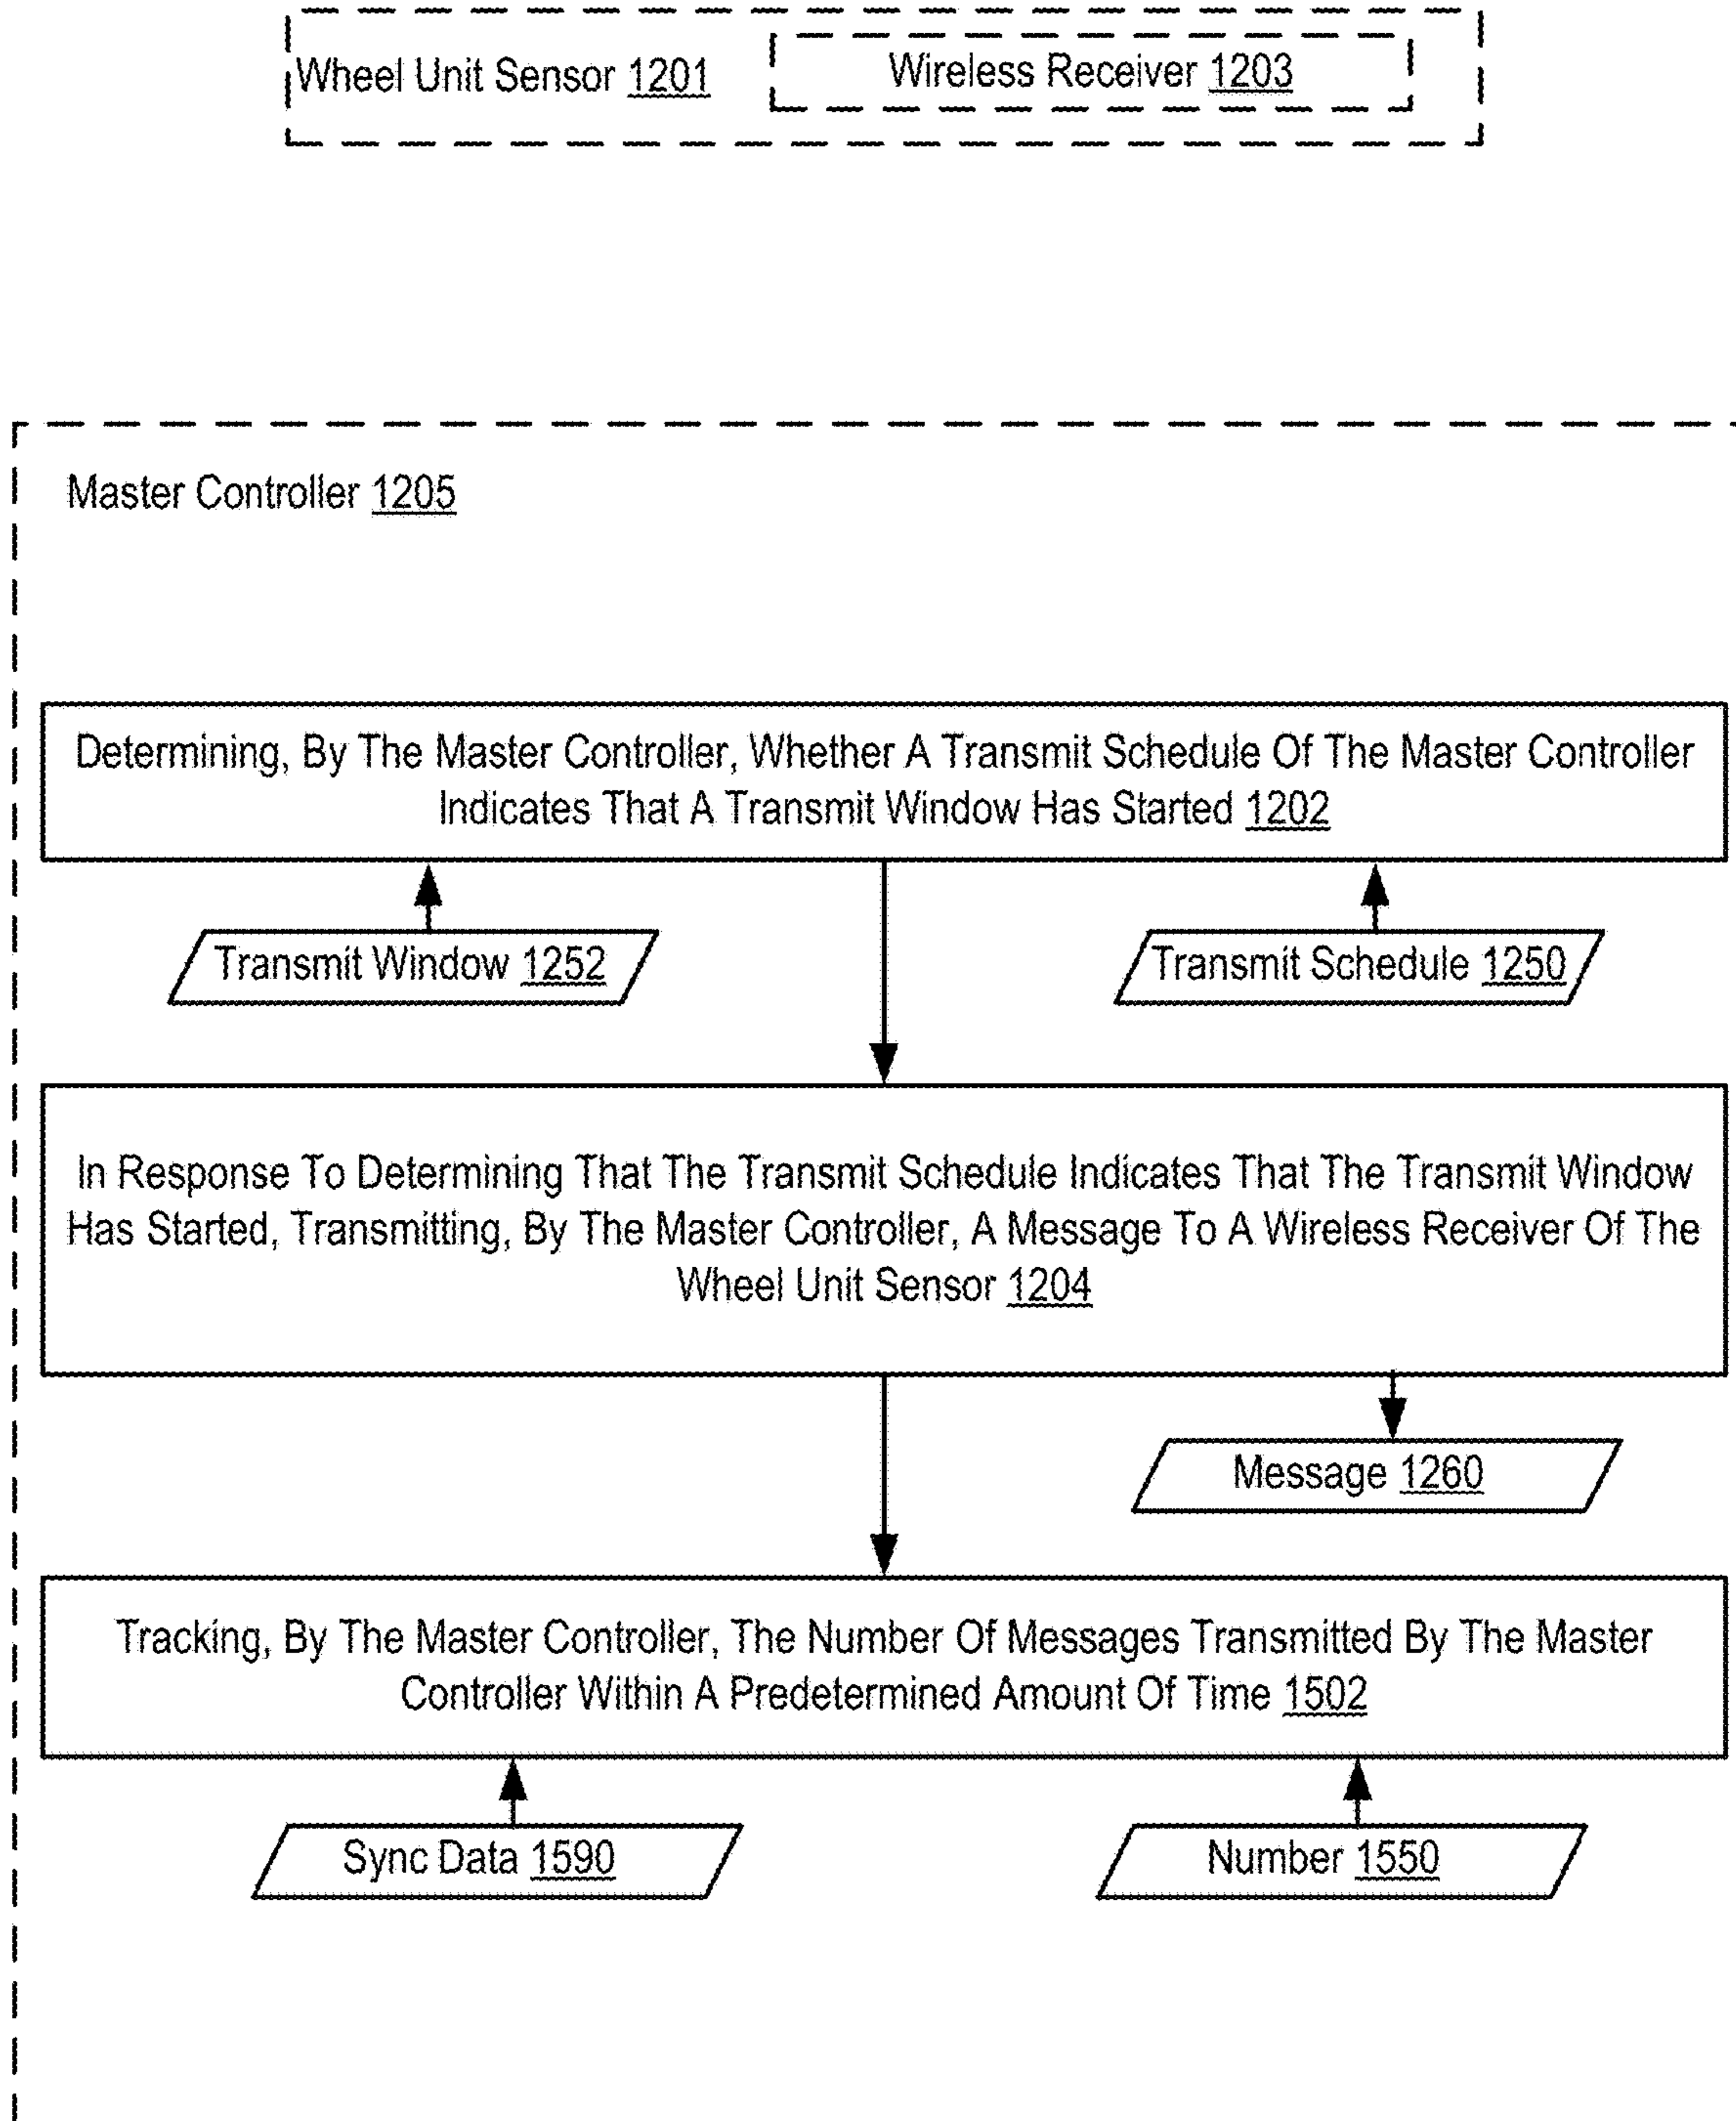 Wheel Unit Sensor 1201
Wireless Receiver 1203
Master Controller 1205
Determining, By The Master Controller, Whether A Transmit Schedule Of The Master Controller
Indicates That A Transmit Window Has Started 1202
Transmit Window 1252
Transmit Schedule 1250
In Response To Determining That The Transmit Schedule Indicates That The Transmit Window
Has Started, Transmitting, By The Master Controller, A Message To A Wireless Receiver Of The
Wheel Unit Sensor 1204
Message 1260
Tracking, By The Master Controller, The Number Of Messages Transmitted By The Master
Controller Within A Predetermined Amount Of Time 1502
Sync Data 1590
Number 1550